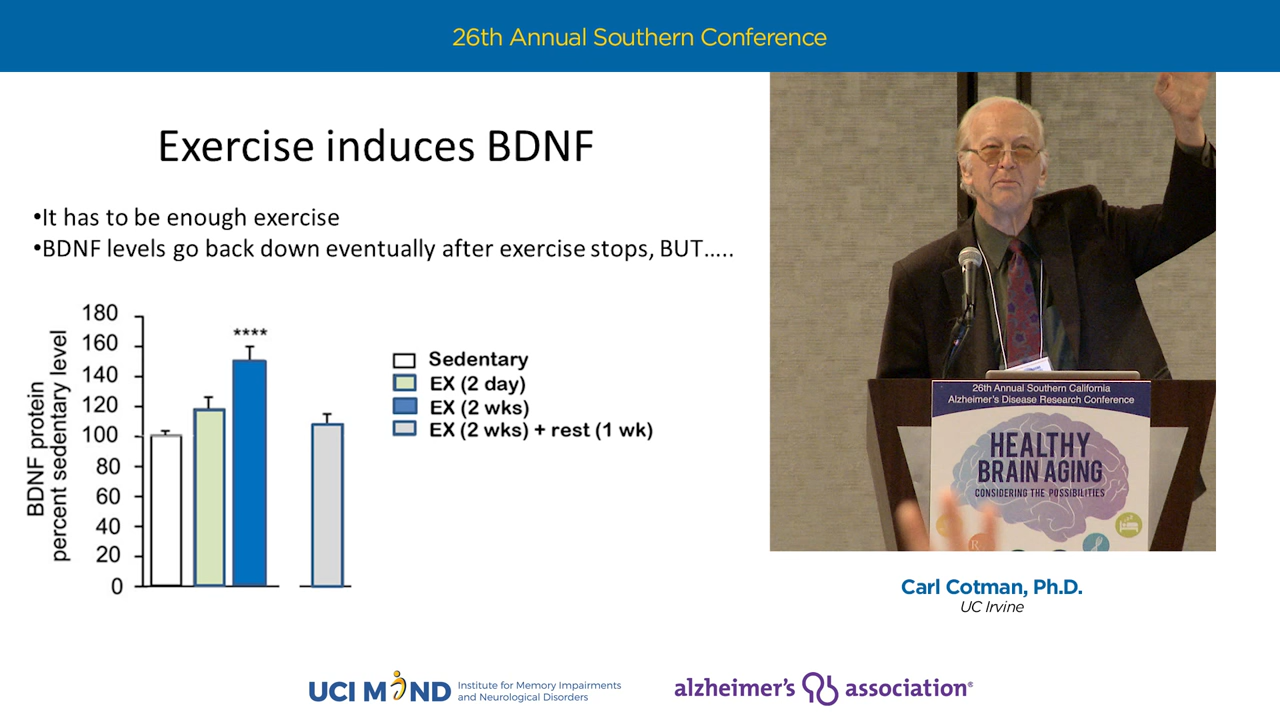 26th Annual Southern Conference
Exercise induces BDNF
•It has to be enough exercise
•BDNF levels go back down eventually after exercise stops, BUT…..
BDNF protein
percent sedentary level
180
160
140
120
100
80
60
40
20
0
****
Sedentary
EX (2 day)
EX (2 wks)
EX (2 wks) + rest (1 wk)
26th Annual Southern California
Alzheimer's Disease Research Conference
HEALTHY
BRAIN AGING
CONSIDERING THE POSSIBILITIES
R
Carl Cotman, Ph.D.
UC Irvine
UCI MIND
Institute for Memory Impairments
and Neurological Disorders
alzheimer's association®